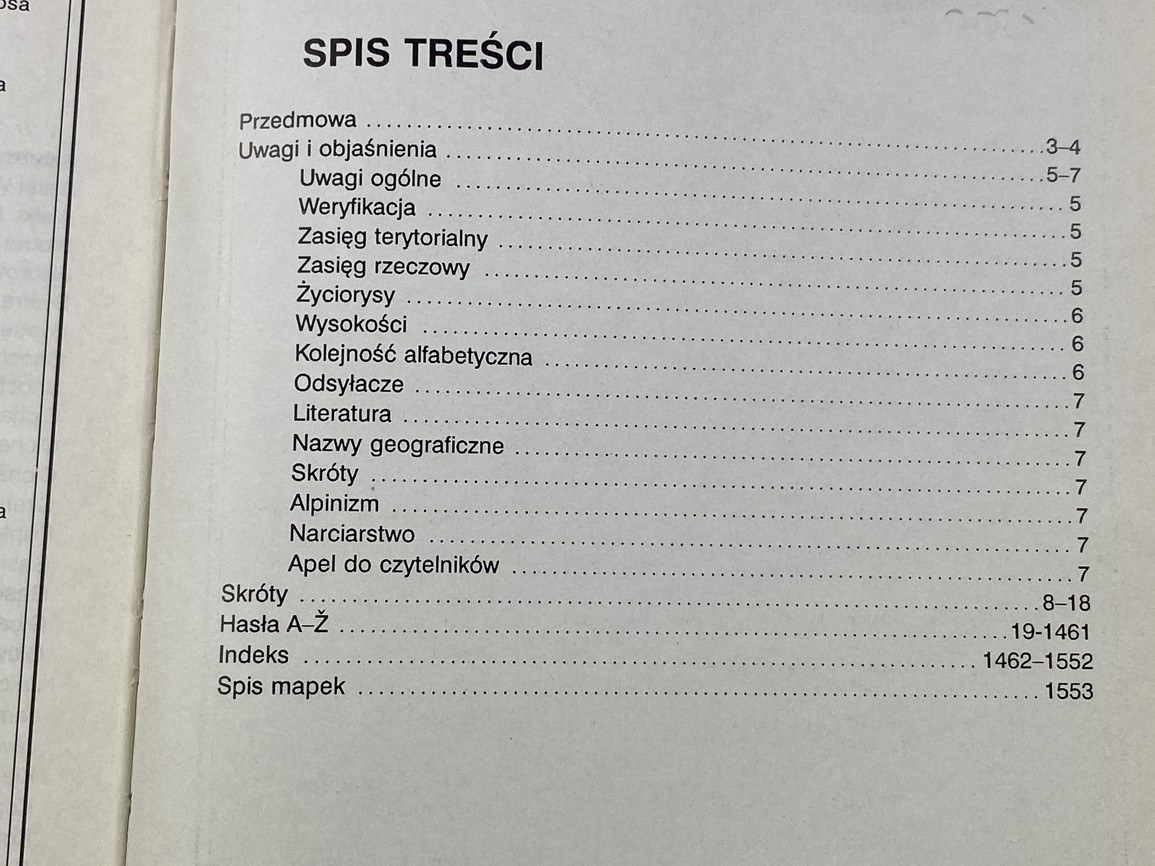 SPIS TREŚCI
Przedmowa ........ 3–4
Uwagi i objaśnienia ........ 5–7
Uwagi ogólne ........ 5
Weryfikacja ........ 5
Zasięg terytorialny ........ 5
Zasięg rzeczowy ........ 5
Życiorysy ........ 6
Wysokości ........ 6
Kolejność alfabetyczna ........ 6
Odsyłacze ........ 7
Literatura ........ 7
Nazwy geograficzne ........ 7
Skróty ........ 7
Alpinizm ........ 7
Narciarstwo ........ 7
Apel do czytelników ........ 7
Skróty ........ 8–18
Hasła A–Ž ........ 19-1461
Indeks ........ 1462–1552
Spis mapek ........ 1553